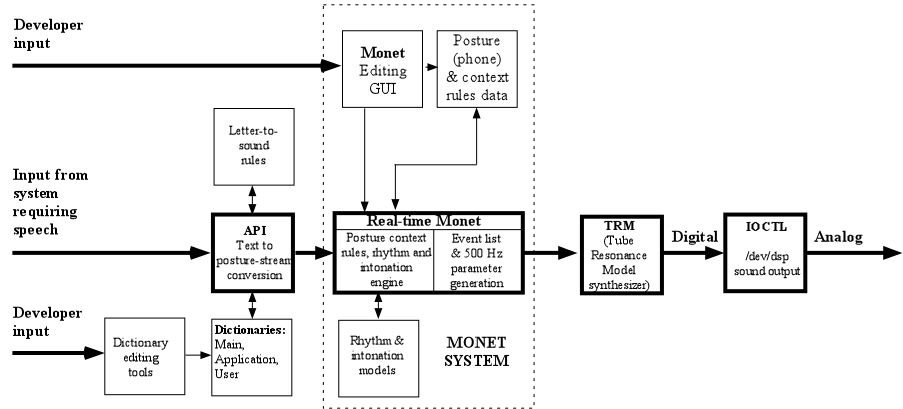 Developer
input
Monet
Editing
GUI
Posture
(phone)
& context
rules data
Letter-to-
sound
rules
Input from
system
requiring
speech
API
Text to
posture-stream
conversion
Real-time Monet
Posture context
rules, rhythm and
intonation
engine
Event list
& 500 Hz
parameter
generation
TRM
(Tube
Resonance
Model
synthesizer)
Digital
IOCTL
/dev/dsp
sound output
Analog
Developer
input
Dictionary
editing
tools
Dictionaries:
Main,
Application,
User
Rhythm &
intonation
models
MONET
SYSTEM